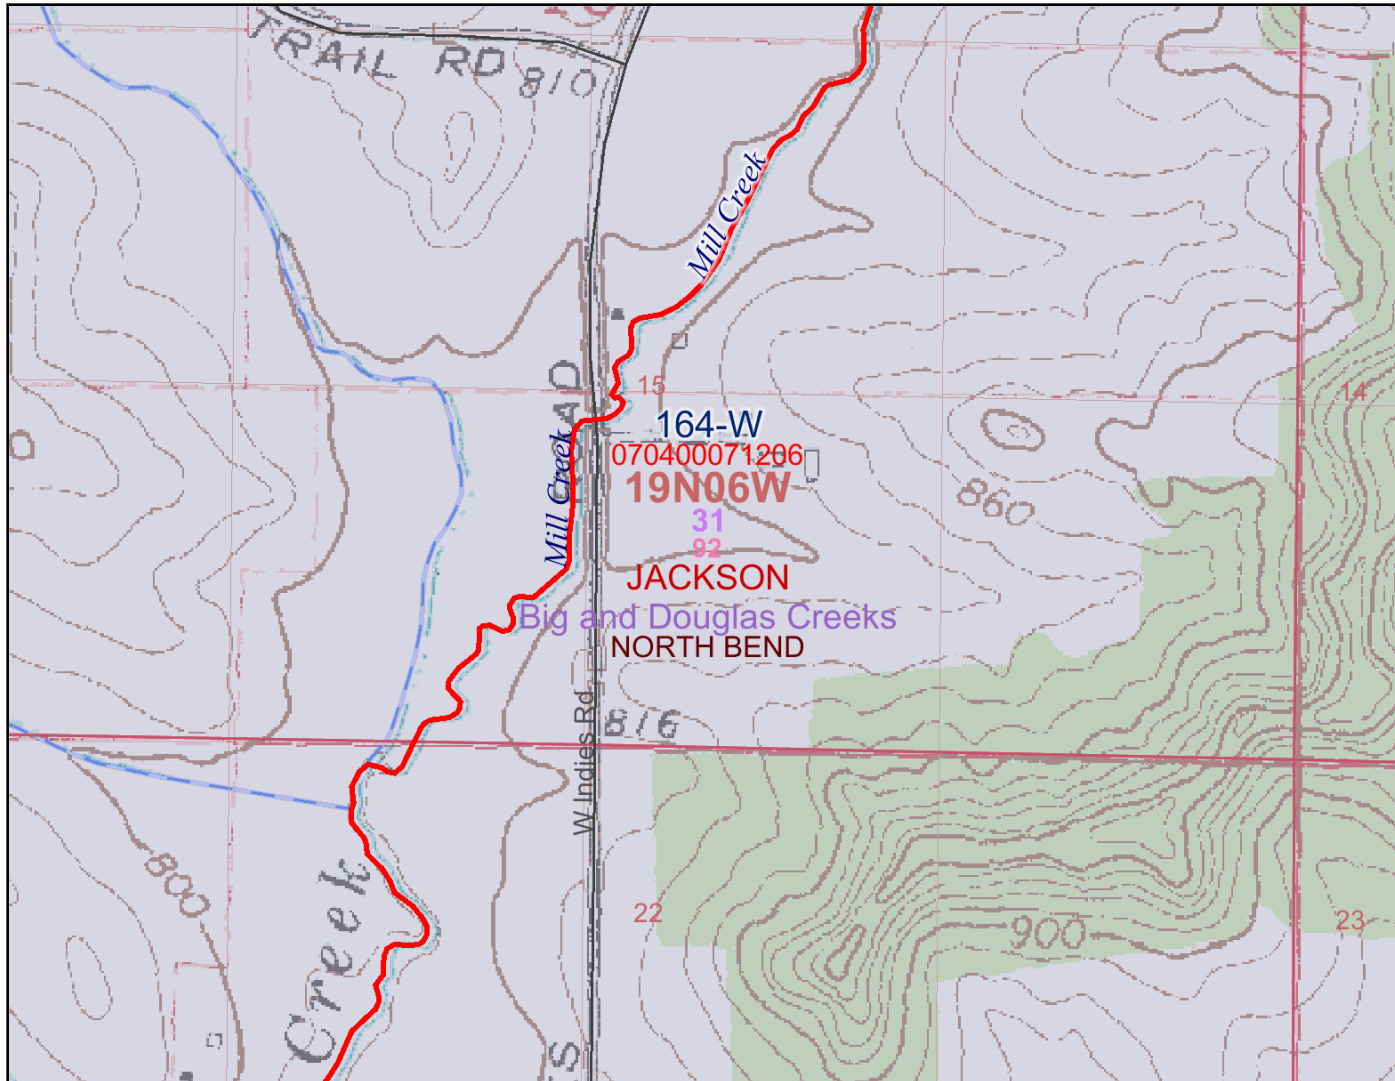 TRAIL RD
810
Mill Creek
ROAD
15
14
164-W
070400071206
19N06W
31
92
JACKSON
Big and Douglas Creeks
NORTH BEND
Mill Creek
860
816
W Indies Rd
800
Creek
22
23
900